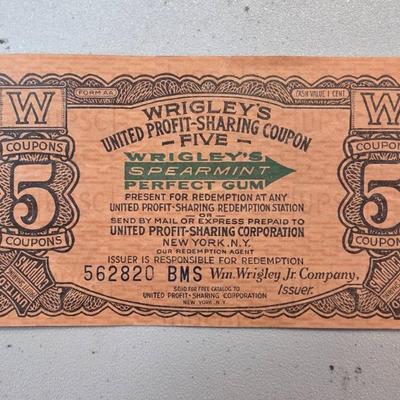 FORM AA
CASH VALUE 1 CENT
W
W
WRIGLEY'S
UNITED PROFIT-SHARING COUPON
FIVE
COUPONS
5
COUPONS
COUPONS
5
COUPONS
WRIGLEY'S
SPEARMINT
PERFECT GUM
PRESENT FOR REDEMPTION AT ANY
UNITED PROFIT-SHARING REDEMPTION STATION
OR
SEND BY MAIL OR EXPRESS PREPAID TO
UNITED PROFIT-SHARING CORPORATION
NEW YORK. N.Y.
OUR REDEMPTION AGENT
ISSUER IS RESPONSIBLE FOR REDEMPTION
562820 BMS Wm. Wrigley Jr. Company,
Issuer.
SEND FOR FREE CATALOG TO
UNITED PROFIT-SHARING CORPORATION
NEW YORK, N.Y.